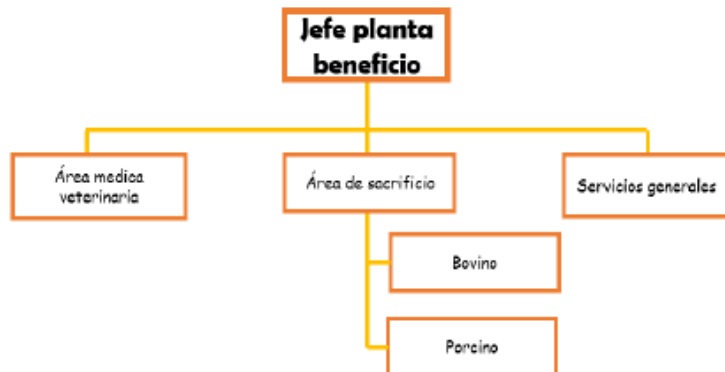 Jefe planta
beneficio
Área medica
veterinaria
Área de sacrificio
Servicios generales
Bovino
Porcino